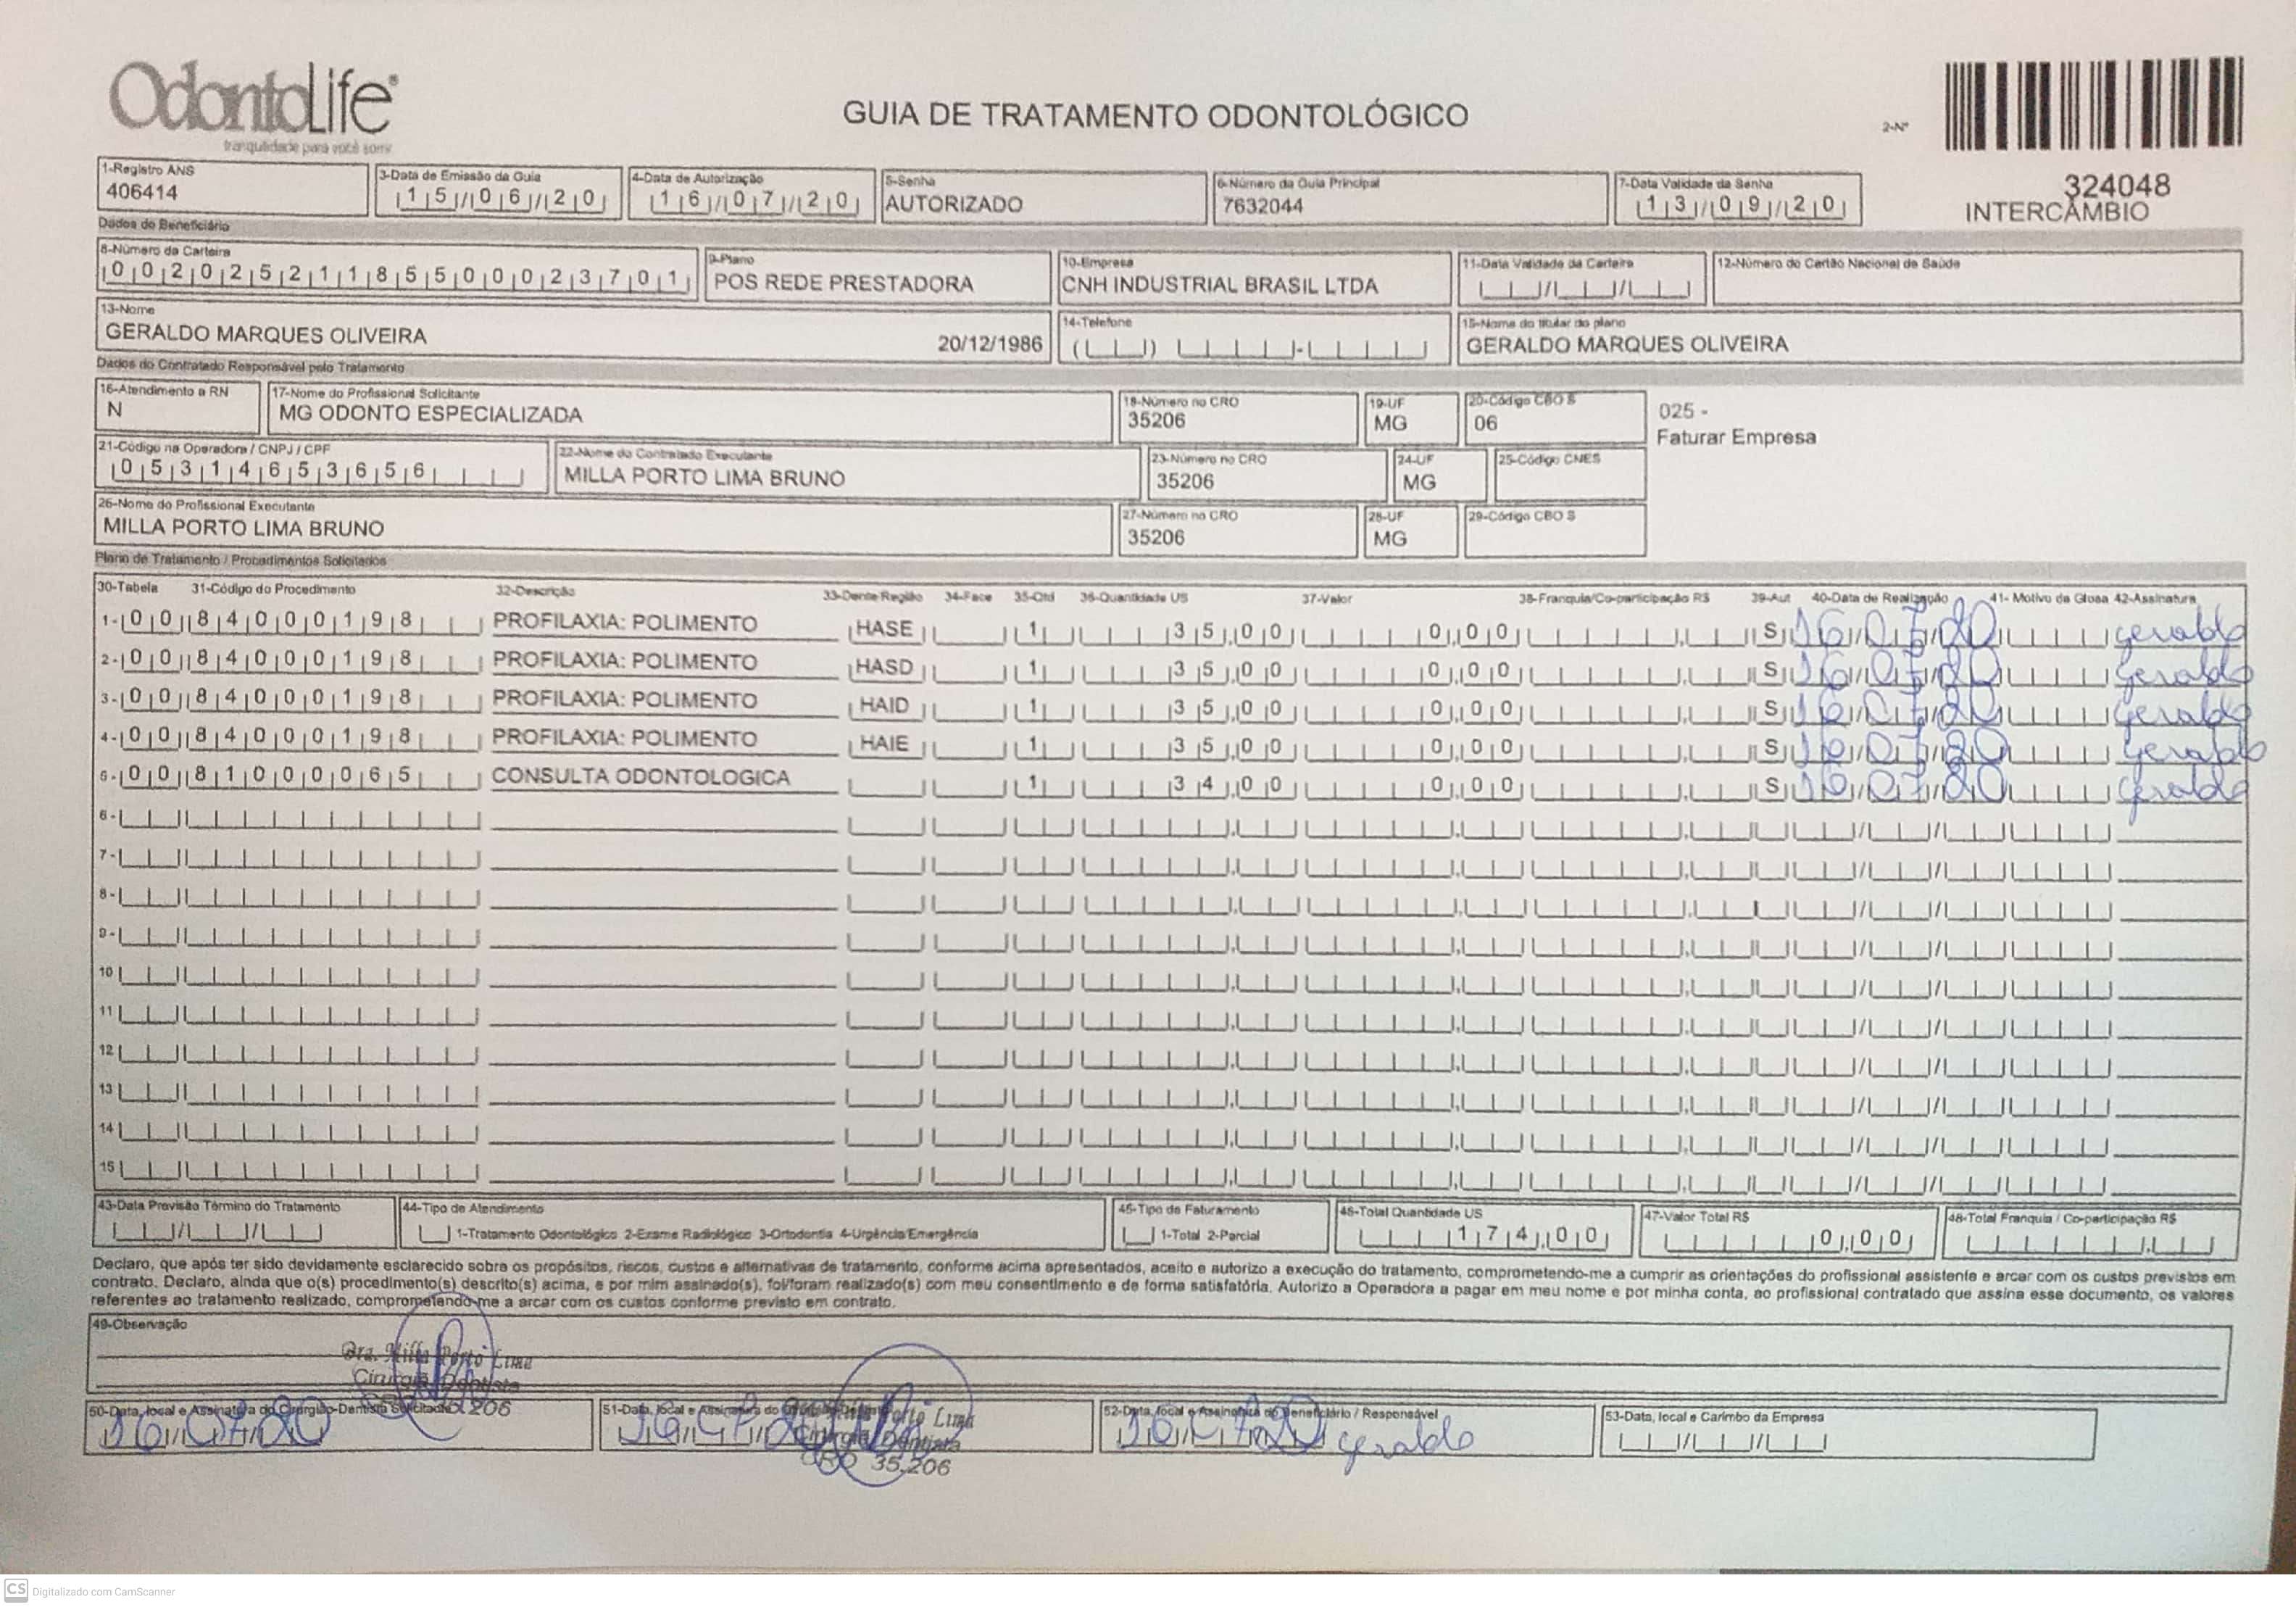 OdontoLife®
tranquilidade para você sorrir
GUIA DE TRATAMENTO ODONTOLÓGICO
2-Nº
324048
INTERCÂMBIO
1-Registro ANS
406414
3-Data de Emissão da Guia
15/06/20
4-Data de Autorização
16/07/20
5-Senha
AUTORIZADO
6-Número da Guia Principal
7632044
7-Data Validade da Senha
13/09/20
Dados do Beneficiário
8-Número da Carteira
00202521185500023701
9-Plano
POS REDE PRESTADORA
10-Empresa
CNH INDUSTRIAL BRASIL LTDA
11-Data Validade da Carteira
12-Número do Cartão Nacional de Saúde
13-Nome
GERALDO MARQUES OLIVEIRA 20/12/1986
14-Telefone
15-Nome do titular do plano
GERALDO MARQUES OLIVEIRA
Dados do Contratado Responsável pelo Tratamento
16-Atendimento a RN
N
17-Nome do Profissional Solicitante
MG ODONTO ESPECIALIZADA
18-Número no CRO
35206
19-UF
MG
20-Código CBO S
06
025 -
Faturar Empresa
21-Código na Operadora / CNPJ / CPF
05314653656
22-Nome do Contratado Executante
MILLA PORTO LIMA BRUNO
23-Número no CRO
35206
24-UF
MG
25-Código CNES
26-Nome do Profissional Executante
MILLA PORTO LIMA BRUNO
27-Número no CRO
35206
28-UF
MG
29-Código CBO S
Plano de Tratamento / Procedimentos Solicitados
30-Tabela 31-Código do Procedimento 32-Descrição 33-Dente/Região 34-Face 35-Qtd 36-Quantidade US 37-Valor 38-Franquia/Co-participação R$ 39-Aut 40-Data de Realização 41- Motivo da Glosa 42-Assinatura
1- 00 84000198 PROFILAXIA: POLIMENTO HASE 1 35,00 0,00 S 16/07/20 Geraldo
2- 00 84000198 PROFILAXIA: POLIMENTO HASD 1 35,00 0,00 S 16/07/20 Geraldo
3- 00 84000198 PROFILAXIA: POLIMENTO HAID 1 35,00 0,00 S 16/07/20 Geraldo
4- 00 84000198 PROFILAXIA: POLIMENTO HAIE 1 35,00 0,00 S 16/07/20 Geraldo
5- 00 81000065 CONSULTA ODONTOLOGICA 1 34,00 0,00 S 16/07/20 Geraldo
6-
7-
8-
9-
10
11
12
13
14
15
43-Data Previsão Término do Tratamento
44-Tipo de Atendimento
1-Tratamento Odontológico 2-Exame Radiológico 3-Ortodontia 4-Urgência/Emergência
45-Tipo de Faturamento
1-Total 2-Parcial
46-Total Quantidade US
174,00
47-Valor Total R$
0,00
48-Total Franquia / Co-participação R$
Declaro, que após ter sido devidamente esclarecido sobre os propósitos, riscos, custos e alternativas de tratamento, conforme acima apresentados, aceito e autorizo a execução do tratamento, comprometendo-me a cumprir as orientações do profissional assistente e arcar com os custos previstos em
contrato. Declaro, ainda que o(s) procedimento(s) descrito(s) acima, e por mim assinado(s), foi/foram realizado(s) com meu consentimento e de forma satisfatória. Autorizo a Operadora a pagar em meu nome e por minha conta, ao profissional contratado que assina esse documento, os valores
referentes ao tratamento realizado, comprometendo-me a arcar com os custos conforme previsto em contrato.
49-Observação
Dra. Milla Porto Lima
Cirurgiã Dentista
50-Data, local e Assinatura do Cirurgião-Dentista Solicitante
16/07/20
51-Data, local e Assinatura do
16/07/20
Porto Lima
Cirurgiã Dentista
CRO 35.206
52-Data, local e Assinatura do Beneficiário / Responsável
16/07/20 Geraldo
53-Data, local e Carimbo da Empresa
CS Digitalizado com CamScanner